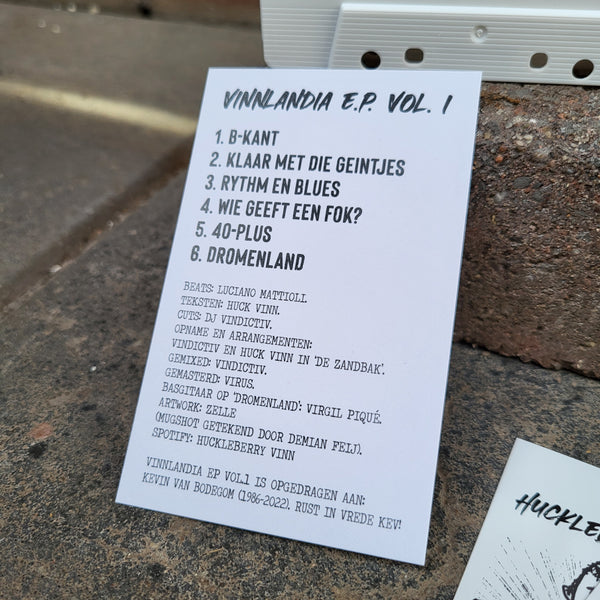 VINNLANDIA E.P. VOL. 1
1. B-KANT
2. KLAAR MET DIE GEINTJES
3. RYTHM EN BLUES
4. WIE GEEFT EEN FOK?
5. 40-PLUS
6. DROMENLAND
BEATS: LUCIANO MATTIOLI.
TEKSTEN: HUCK VINN.
CUTS: DJ VINDICTIV.
OPNAME EN ARRANGEMENTEN:
VINDICTIV EN HUCK VINN IN 'DE ZANDBAK'.
GEMIXED: VINDICTIV.
GEMASTERD: VIRUS.
BASGITAAR OP 'DROMENLAND': VIRGIL PIQUÉ.
ARTWORK: ZELLE
(MUGSHOT GETEKEND DOOR DEMIAN FEIJ).
SPOTIFY: HUCKLEBERRY VINN
VINNLANDIA EP VOL.1 IS OPGEDRAGEN AAN:
KEVIN VAN BODEGOM (1986-2022). RUST IN VREDE KEV!